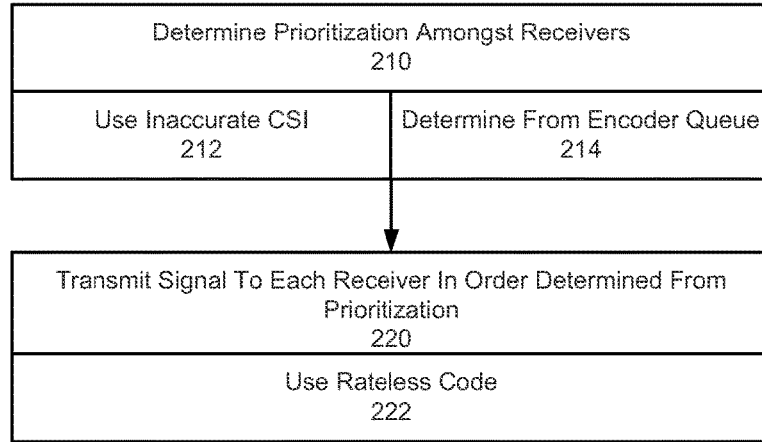 Determine Prioritization Amongst Receivers
210
Use Inaccurate CSI
212
Determine From Encoder Queue
214
Transmit Signal To Each Receiver In Order Determined From
Prioritization
220
Use Rateless Code
222